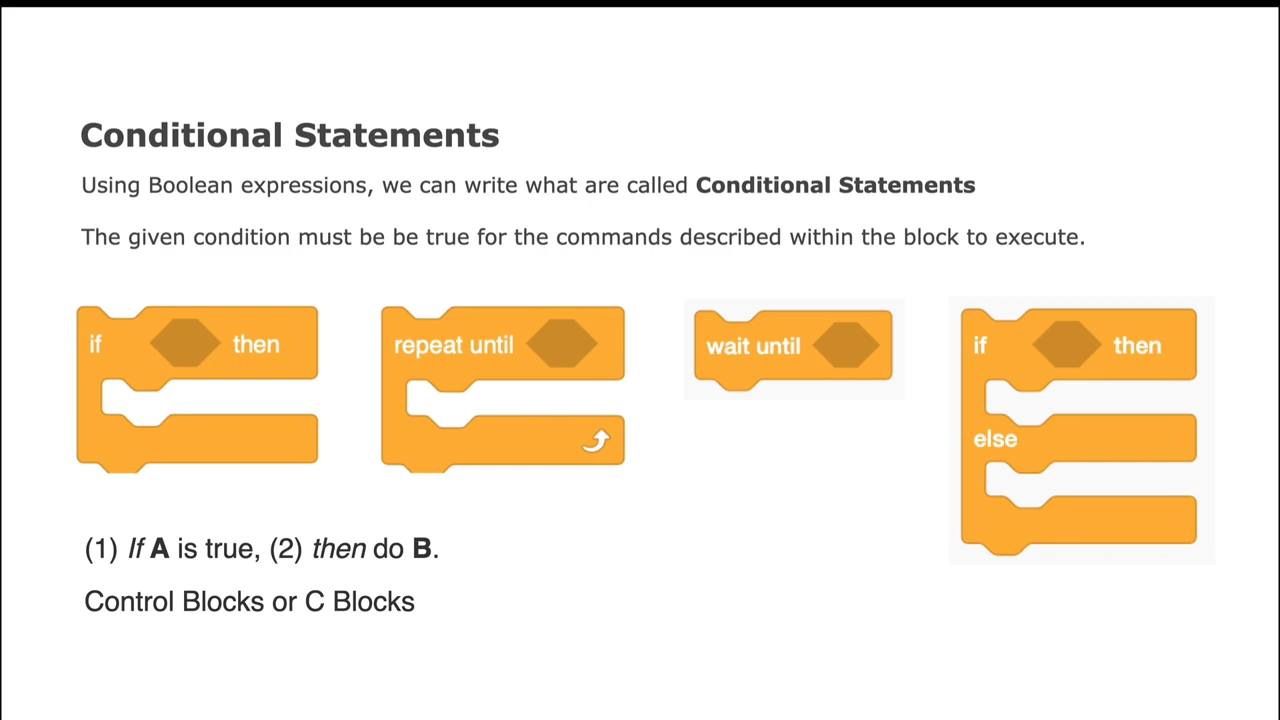 Conditional Statements
Using Boolean expressions, we can write what are called Conditional Statements
The given condition must be be true for the commands described within the block to execute.
if then
repeat until
wait until
if then
else
(1) If A is true, (2) then do B.
Control Blocks or C Blocks